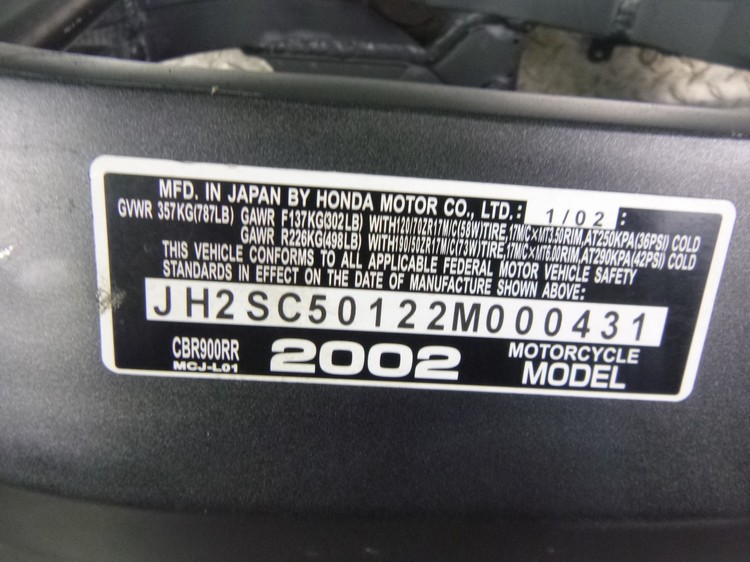 MFD. IN JAPAN BY HONDA MOTOR CO., LTD.: 1/02 :
GVWR 357KG(787LB) GAWR F137KG(302LB) WITH120/70ZR17M/C(58W)TIRE,17M/C×MT3.50RIM,AT250KPA(36PSI) COLD
GAWR R226KG(498LB) WITH190/50ZR17M/C(73W)TIRE,17M/C×MT6.00RIM,AT290KPA(42PSI) COLD
THIS VEHICLE CONFORMS TO ALL APPLICABLE FEDERAL MOTOR VEHICLE SAFETY
STANDARDS IN EFFECT ON THE DATE OF MANUFACTURE SHOWN ABOVE:
JH2SC50122M000431
CBR900RR 2002 MOTORCYCLE
MCJ-L01 MODEL